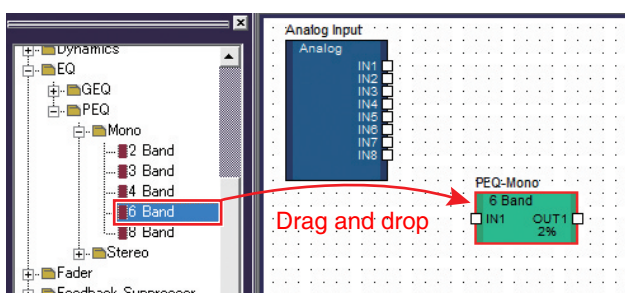 Dynamics
EQ
GEQ
PEQ
Mono
2 Band
3 Band
4 Band
6 Band
8 Band
Stereo
Fader
Feedback Suppressor
Analog Input
Analog
IN1
IN2
IN3
IN4
IN5
IN6
IN7
IN8
Drag and drop
PEQ-Mono
6 Band
IN1 OUT1
2%